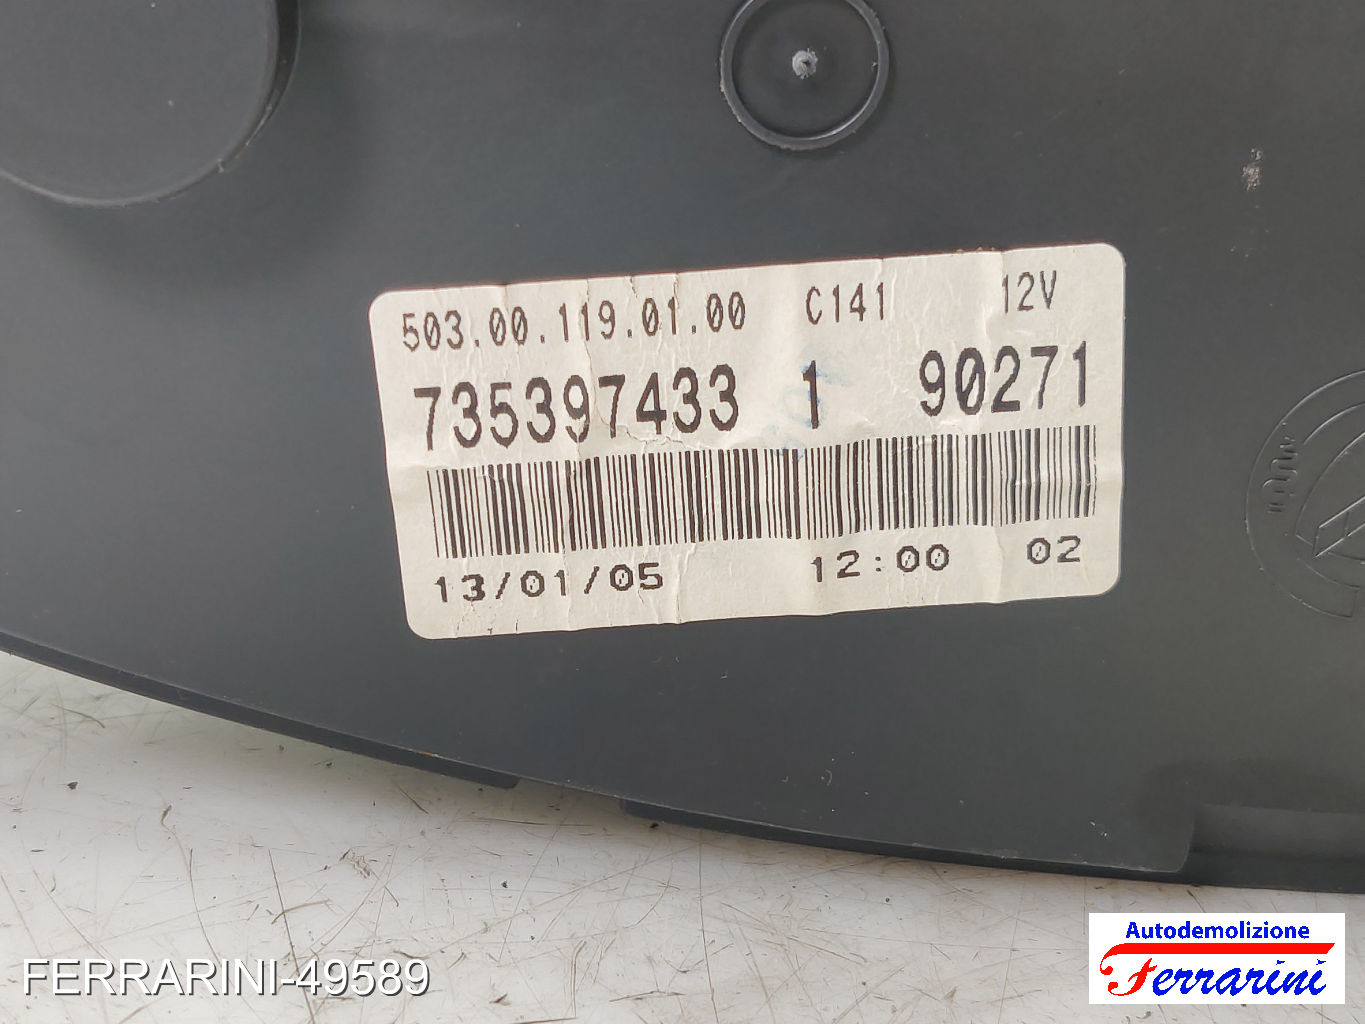 503.00.119.01.00 C141 12V
735397433 1 90271
13/01/05 12:00 02
FERRARINI-49589
Autodemolizione
Ferrarini